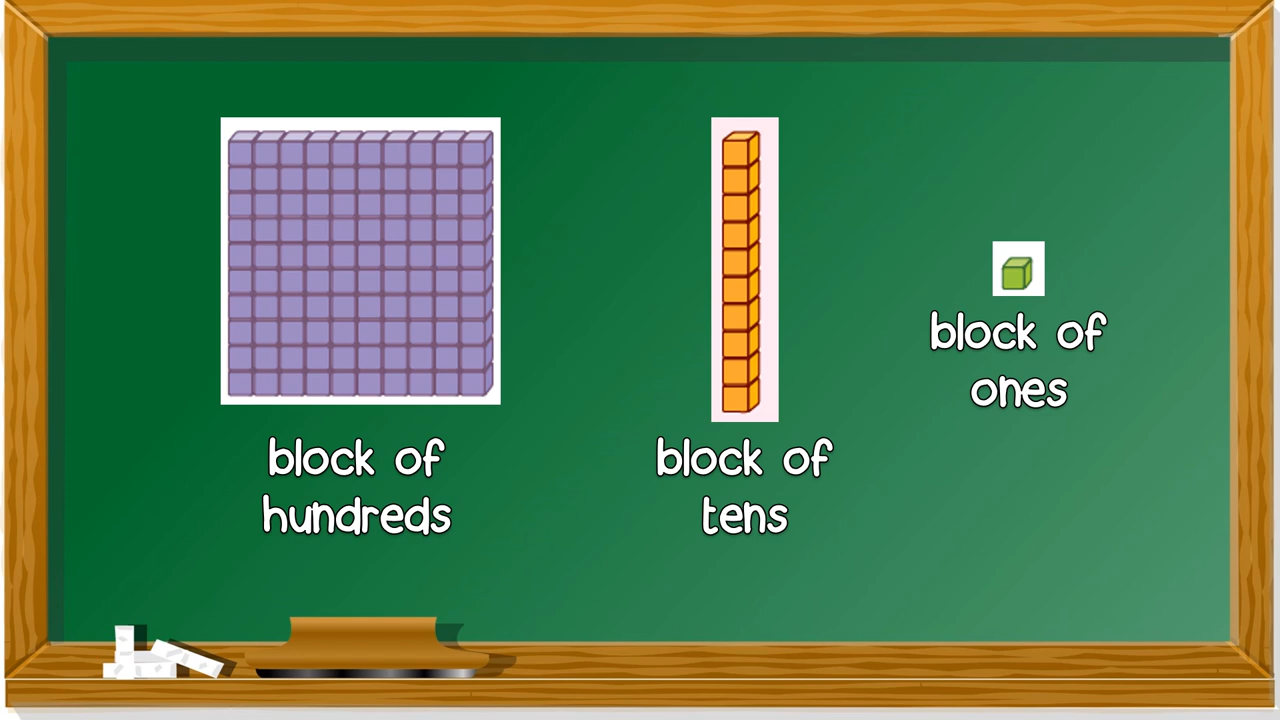 block of
hundreds
block of
tens
block of
ones